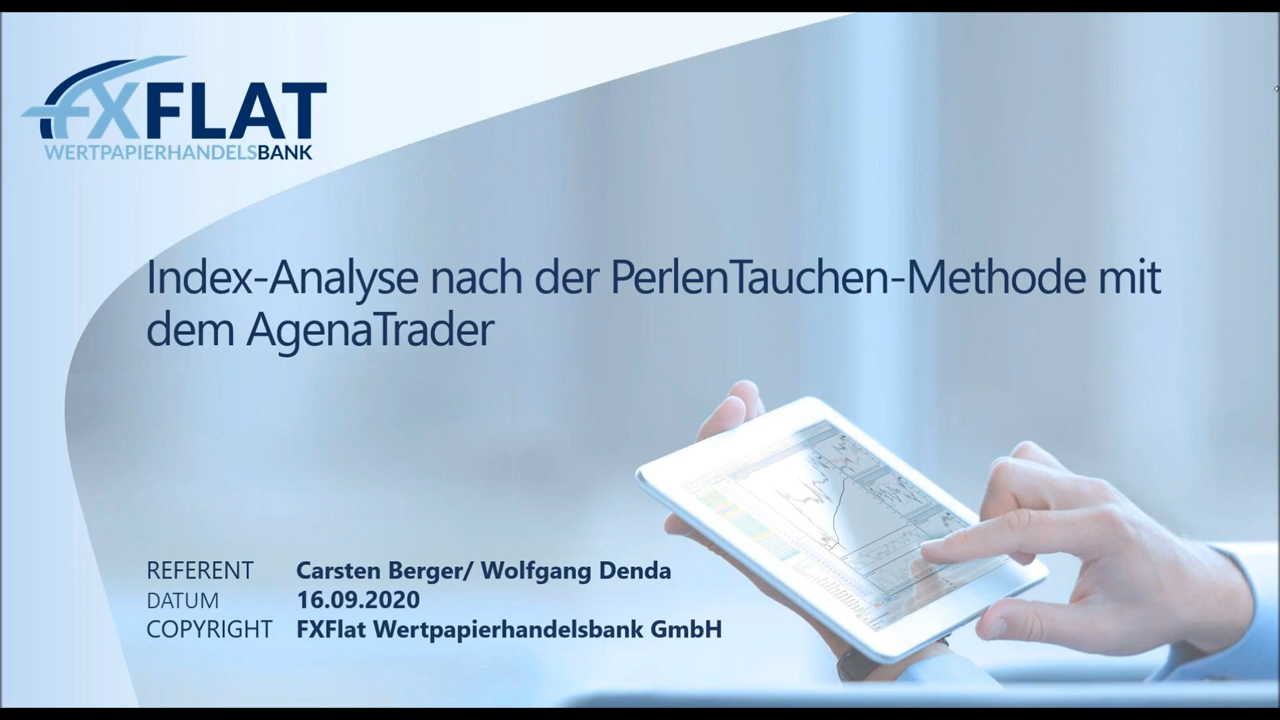 FXFLAT
WERTPAPIERHANDELSBANK
Index-Analyse nach der PerlenTauchen-Methode mit
dem AgenaTrader
REFERENT Carsten Berger/ Wolfgang Denda
DATUM 16.09.2020
COPYRIGHT FXFlat Wertpapierhandelsbank GmbH